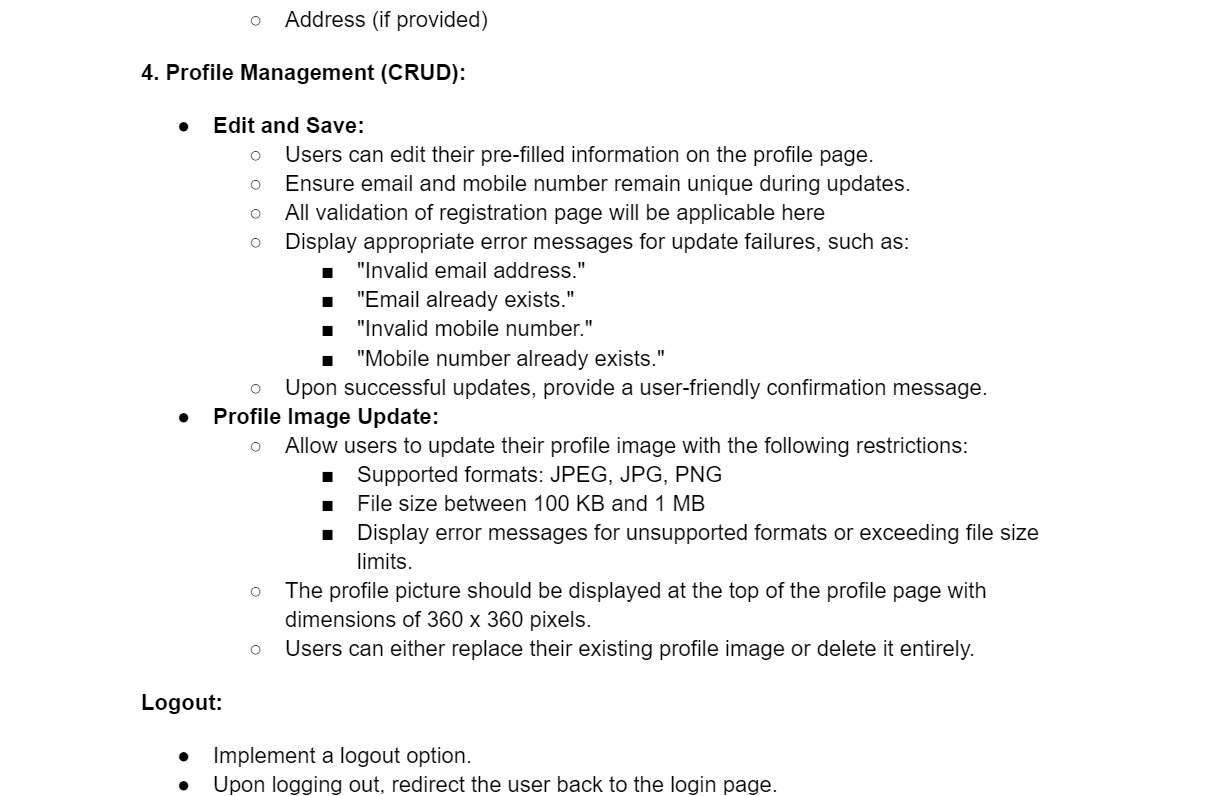 ○ Address (if provided)
4. Profile Management (CRUD):
● Edit and Save:
○ Users can edit their pre-filled information on the profile page.
○ Ensure email and mobile number remain unique during updates.
○ All validation of registration page will be applicable here
○ Display appropriate error messages for update failures, such as:
■ "Invalid email address."
■ "Email already exists."
■ "Invalid mobile number."
■ "Mobile number already exists."
○ Upon successful updates, provide a user-friendly confirmation message.
● Profile Image Update:
○ Allow users to update their profile image with the following restrictions:
■ Supported formats: JPEG, JPG, PNG
■ File size between 100 KB and 1 MB
■ Display error messages for unsupported formats or exceeding file size
limits.
○ The profile picture should be displayed at the top of the profile page with
dimensions of 360 x 360 pixels.
○ Users can either replace their existing profile image or delete it entirely.
Logout:
● Implement a logout option.
● Upon logging out, redirect the user back to the login page.